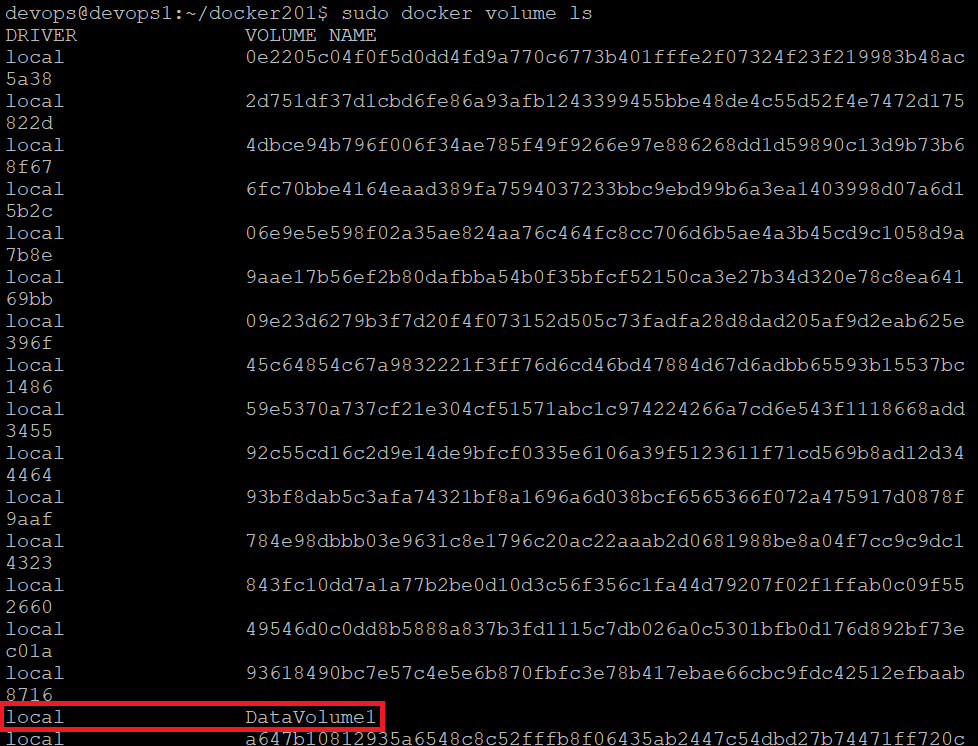 devops@devops1:~/docker201$ sudo docker volume ls
DRIVER VOLUME NAME
local 0e2205c04f0f5d0dd4fd9a770c6773b401fffe2f07324f23f219983b48ac
5a38
local 2d751df37d1cbd6fe86a93afb1243399455bbe48de4c55d52f4e7472d175
822d
local 4dbce94b796f006f34ae785f49f9266e97e886268dd1d59890c13d9b73b6
8f67
local 6fc70bbe4164eaad389fa7594037233bbc9ebd99b6a3ea1403998d07a6d1
5b2c
local 06e9e5e598f02a35ae824aa76c464fc8cc706d6b5ae4a3b45cd9c1058d9a
7b8e
local 9aae17b56ef2b80dafbba54b0f35bfcf52150ca3e27b34d320e78c8ea641
69bb
local 09e23d6279b3f7d20f4f073152d505c73fadfa28d8dad205af9d2eab625e
396f
local 45c64854c67a9832221f3ff76d6cd46bd47884d67d6adbb65593b15537bc
1486
local 59e5370a737cf21e304cf51571abc1c974224266a7cd6e543f1118668add
3455
local 92c55cd16c2d9e14de9bfcf0335e6106a39f5123611f71cd569b8ad12d34
4464
local 93bf8dab5c3afa74321bf8a1696a6d038bcf6565366f072a475917d0878f
9aaf
local 784e98dbbb03e9631c8e1796c20ac22aaab2d0681988be8a04f7cc9c9dc1
4323
local 843fc10dd7a1a77b2be0d10d3c56f356c1fa44d79207f02f1ffab0c09f55
2660
local 49546d0c0dd8b5888a837b3fd1115c7db026a0c5301bfb0d176d892bf73e
c01a
local 93618490bc7e57c4e5e6b870fbfc3e78b417ebae66cbc9fdc42512efbaab
8716
local DataVolume1
local a647b10812935a6548c8c52fffb8f06435ab2447c54dbd27b74471ff720c